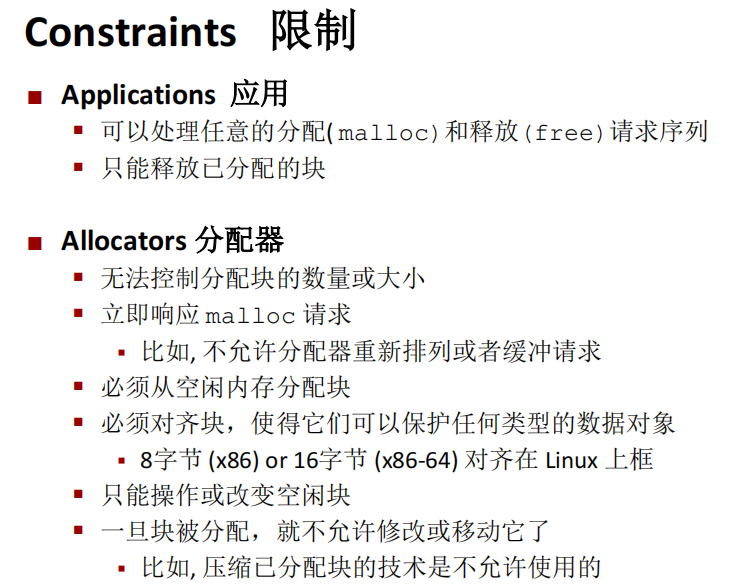 Constraints 限制
Applications 应用
可以处理任意的分配(malloc)和释放(free)请求序列
只能释放已分配的块
Allocators 分配器
无法控制分配块的数量或大小
立即响应 malloc 请求
比如, 不允许分配器重新排列或者缓冲请求
必须从空闲内存分配块
必须对齐块，使得它们可以保护任何类型的数据对象
8字节 (x86) or 16字节 (x86-64) 对齐在 Linux 上框
只能操作或改变空闲块
一旦块被分配，就不允许修改或移动它了
比如, 压缩已分配块的技术是不允许使用的